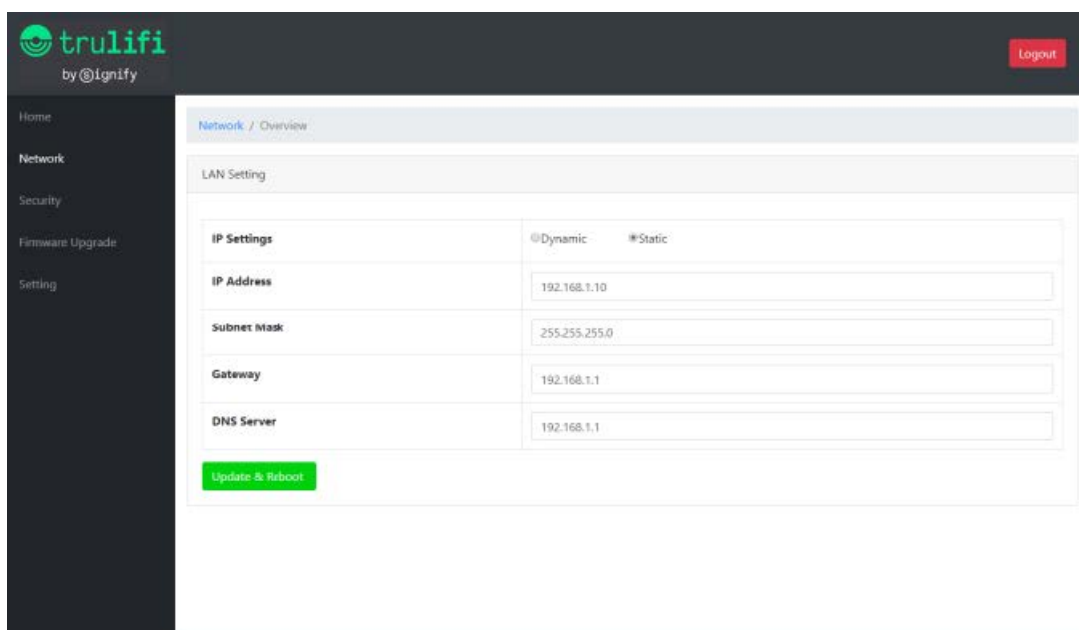 trulifi
by Signify
Logout
Home
Network
Security
Firmware Upgrade
Setting
Network / Overview
LAN Setting
IP Settings
Dynamic
Static
IP Address
192.168.1.10
Subnet Mask
255.255.255.0
Gateway
192.168.1.1
DNS Server
192.168.1.1
Update & Reboot